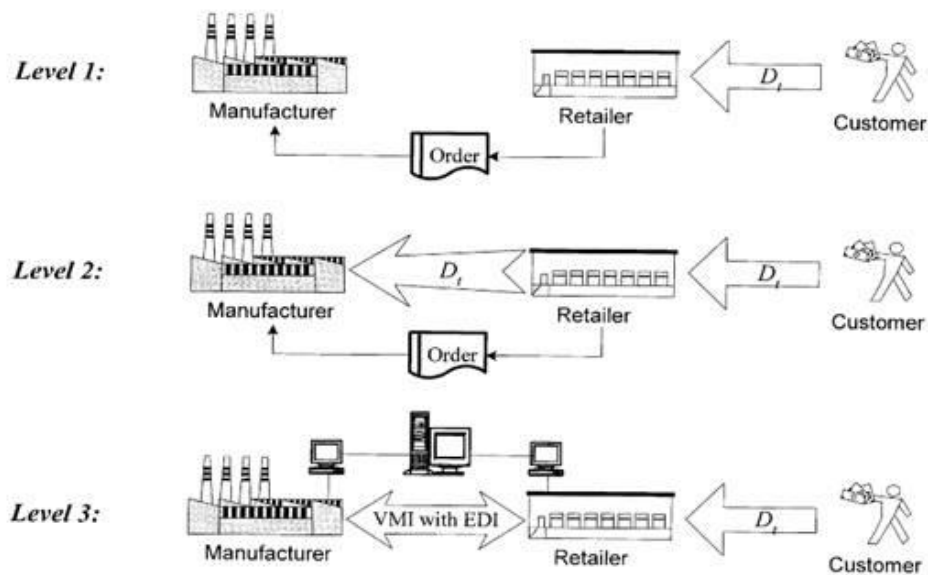 Level 1:
Manufacturer
Retailer
D_t
Customer
Order
Level 2:
Manufacturer
D_t
Retailer
D_t
Customer
Order
Level 3:
Manufacturer
VMI with EDI
Retailer
D_t
Customer